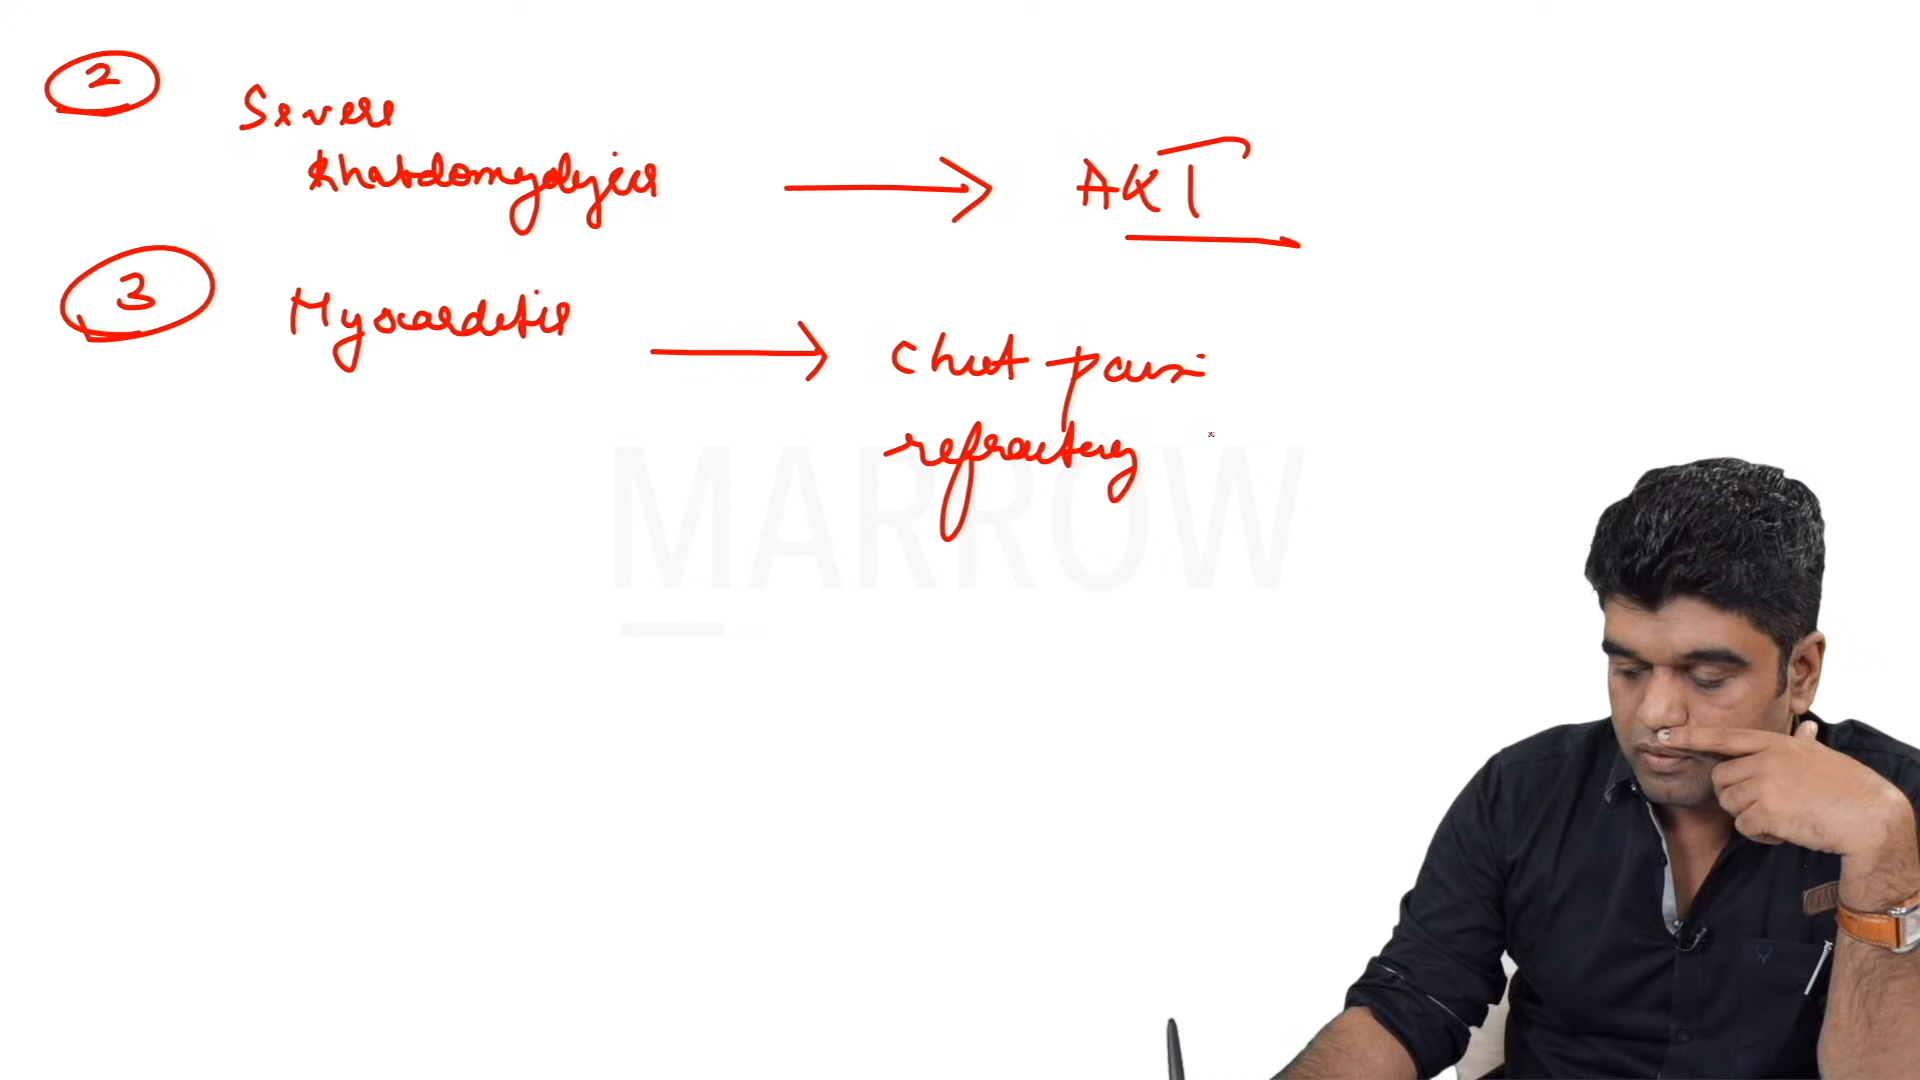 2
Severe
Rhabdomyolysis
AKI
3
Myocarditis
Chest pain
refractory
MARROW